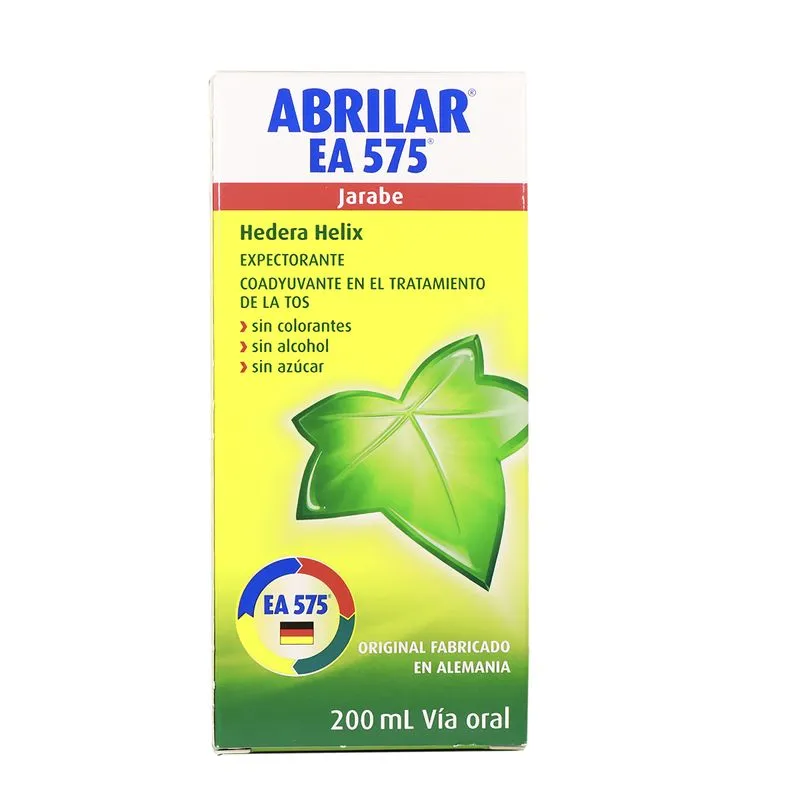 ABRILAR®
EA 575®
Jarabe
Hedera Helix
EXPECTORANTE
COADYUVANTE EN EL TRATAMIENTO
DE LA TOS
› sin colorantes
› sin alcohol
› sin azúcar
EA 575®
ORIGINAL FABRICADO
EN ALEMANIA
200 mL Vía oral